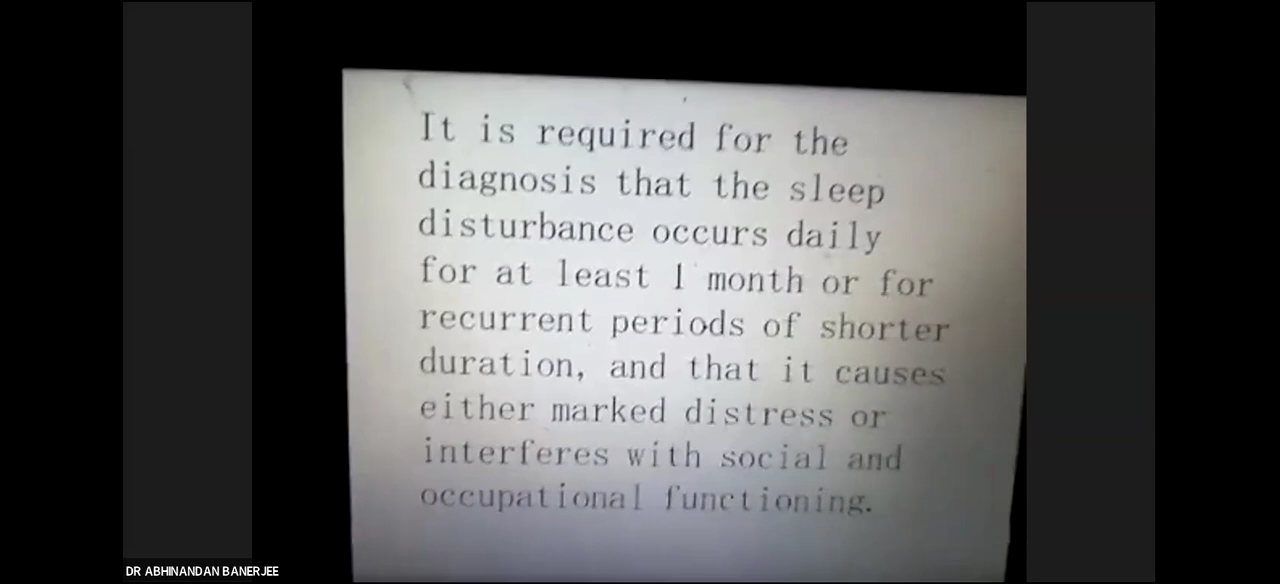 It is required for the
diagnosis that the sleep
disturbance occurs daily
for at least 1 month or for
recurrent periods of shorter
duration, and that it causes
either marked distress or
interferes with social and
occupational functioning.
DR ABHINANDAN BANERJEE